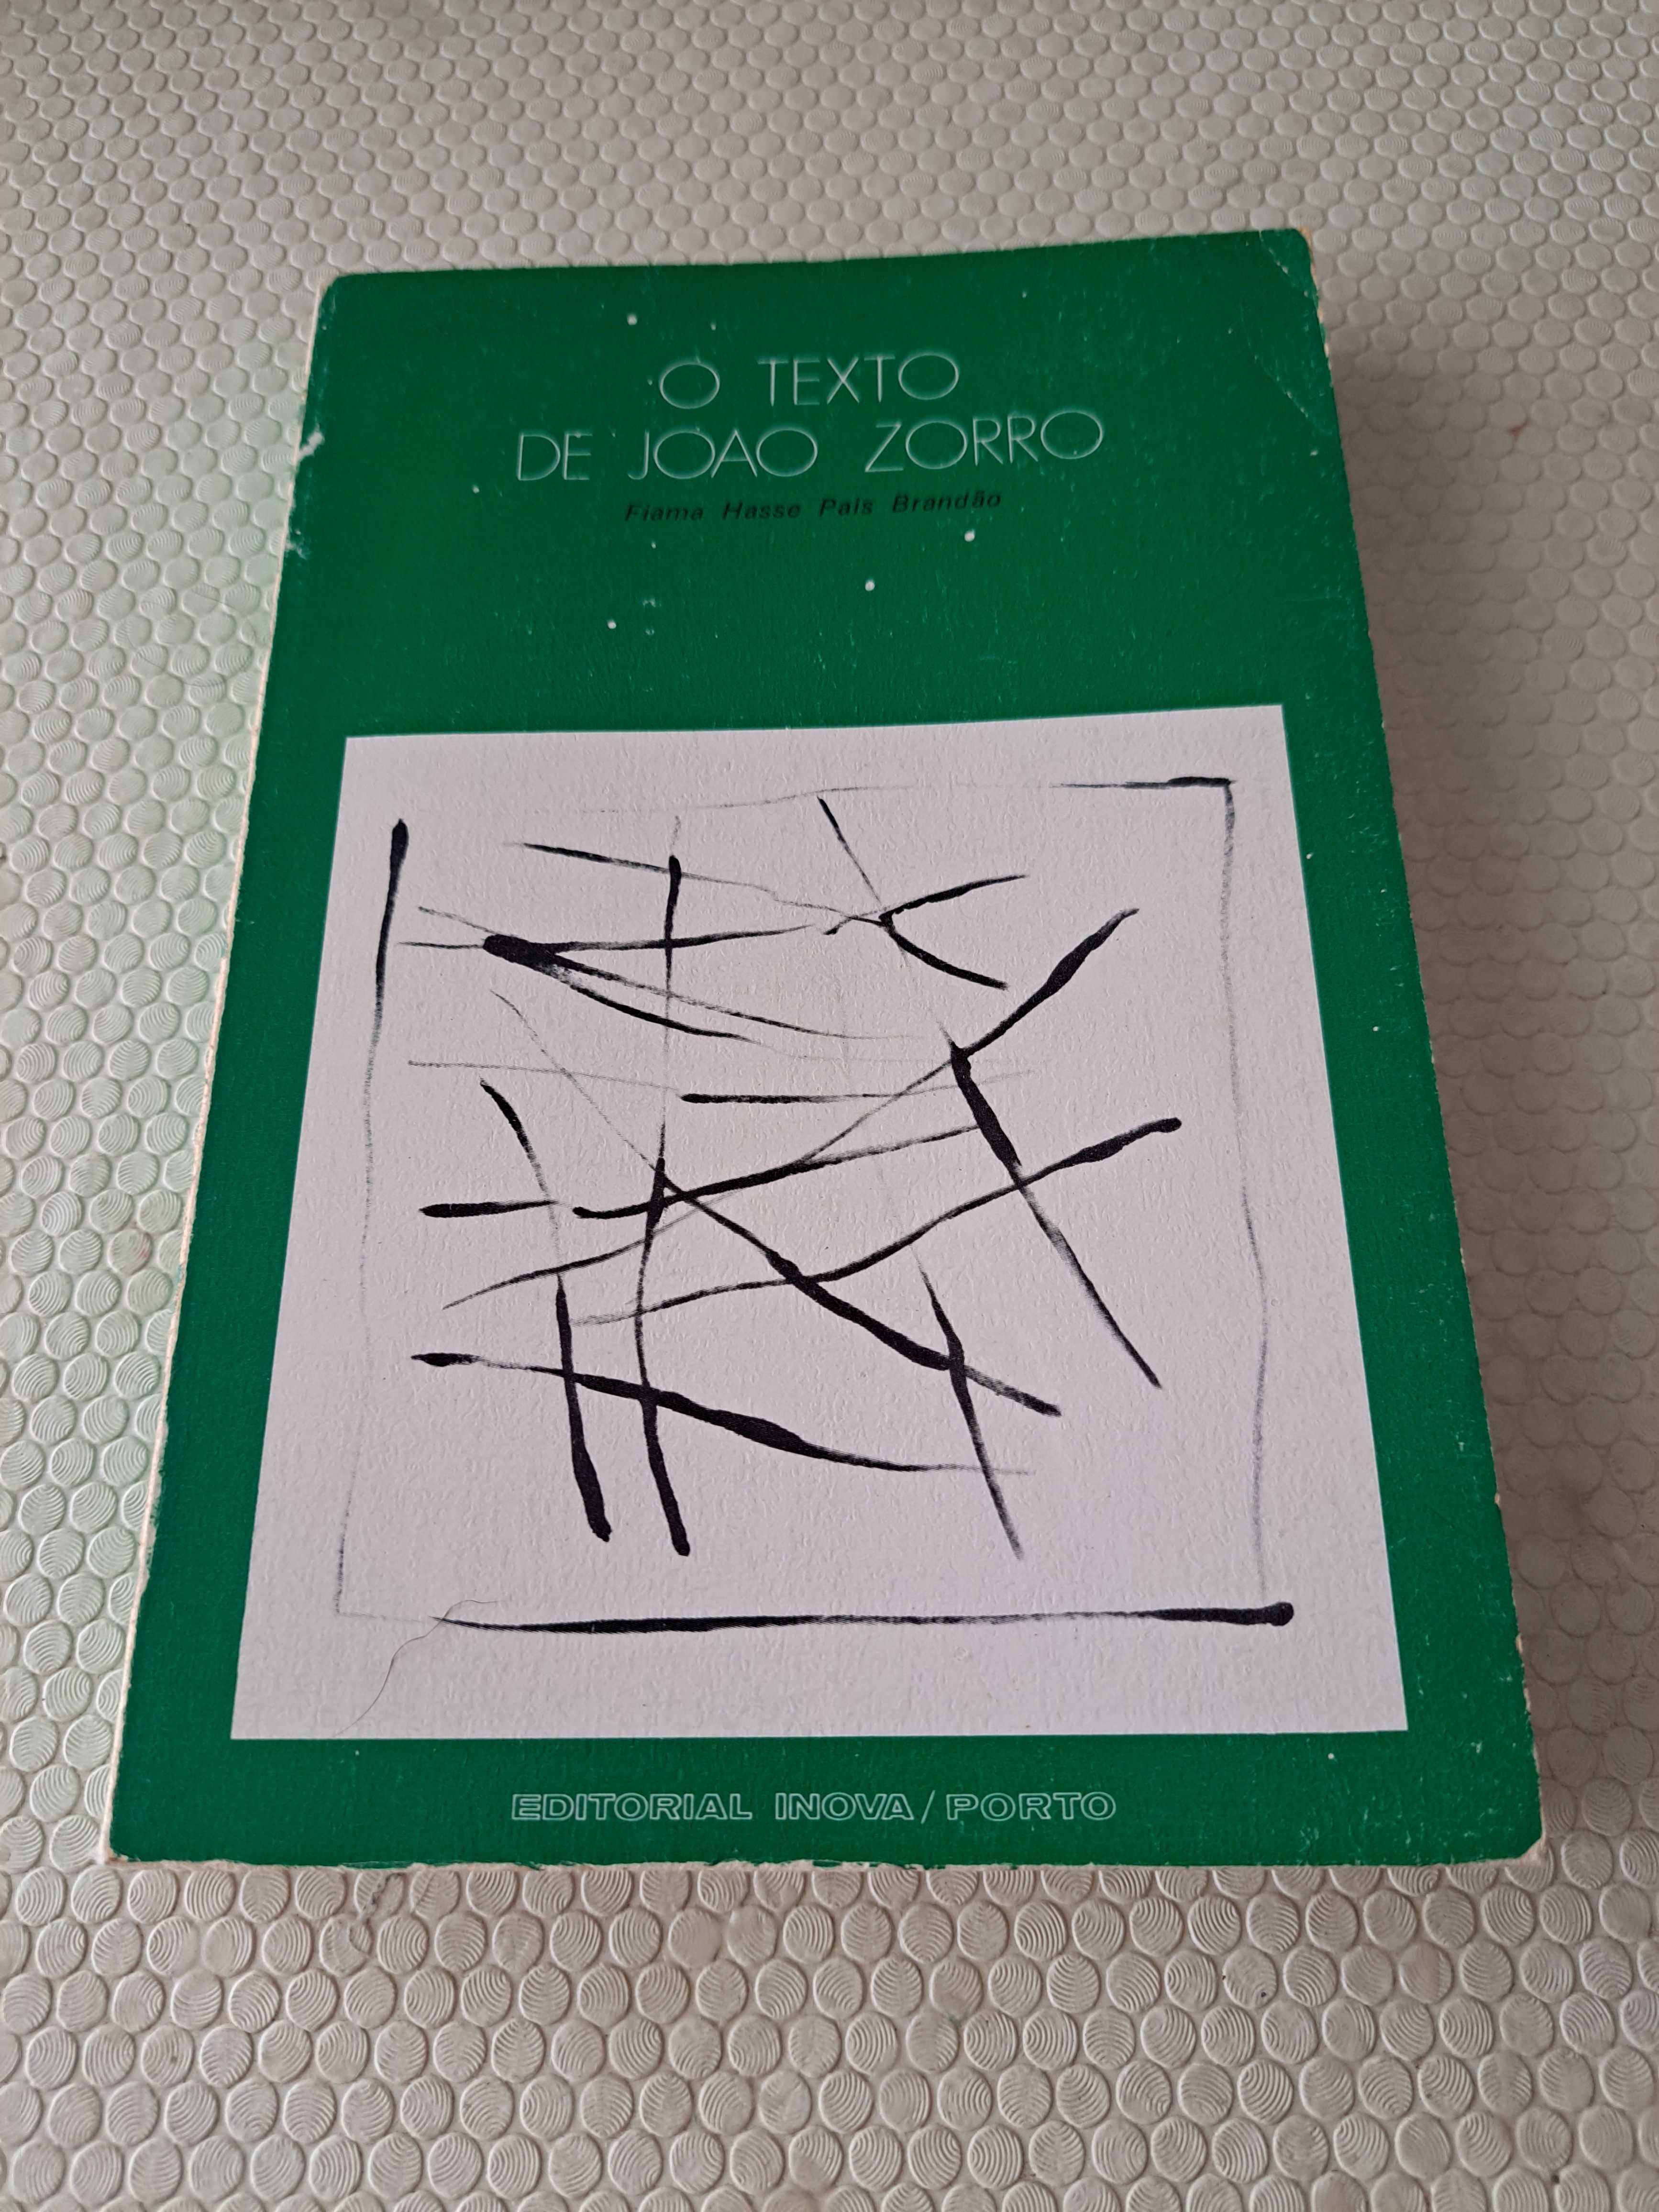 O TEXTO
DE JOAO ZORRO
Fiama Hasse Pais Brandão
EDITORIAL INOVA / PORTO